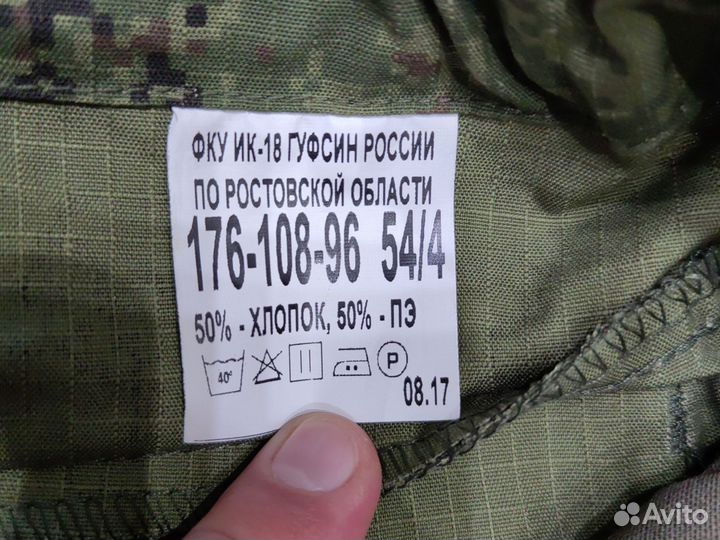 ФКУ ИК-18 ГУФСИН РОССИИ
ПО РОСТОВСКОЙ ОБЛАСТИ
176-108-96 54/4
50% - ХЛОПОК, 50% - ПЭ
40° P
08.17
Avito